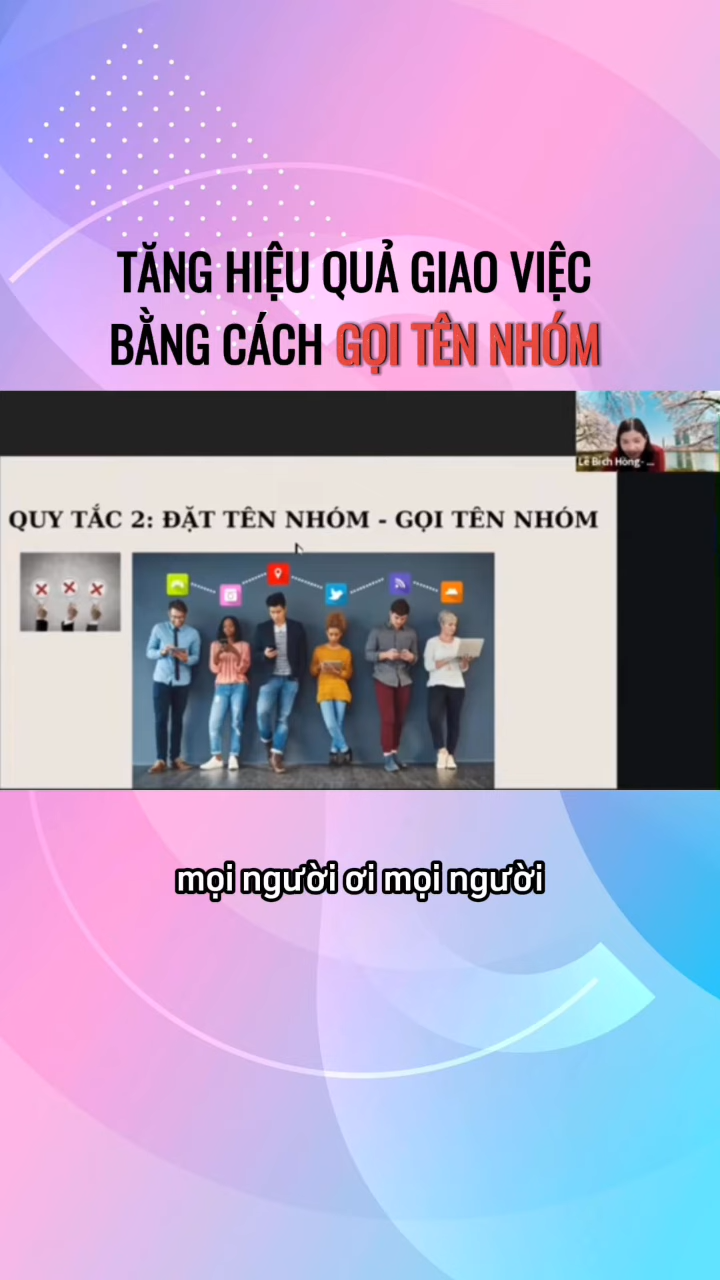 TĂNG HIỆU QUẢ GIAO VIỆC
BẰNG CÁCH GỌI TÊN NHÓM
Lê Bích Hồng- ...
QUY TẮC 2: ĐẶT TÊN NHÓM - GỌI TÊN NHÓM
mọi người ơi mọi người